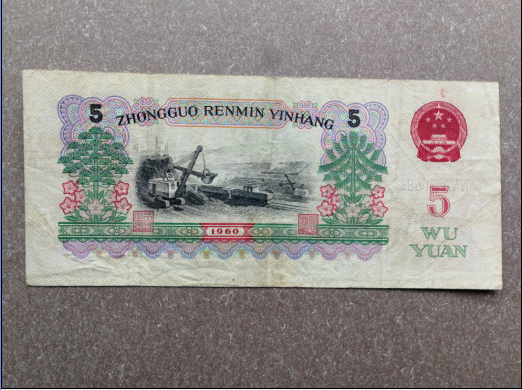 5 ZHONGGUO RENMIN YINHANG 5
1960
5
WU
YUAN